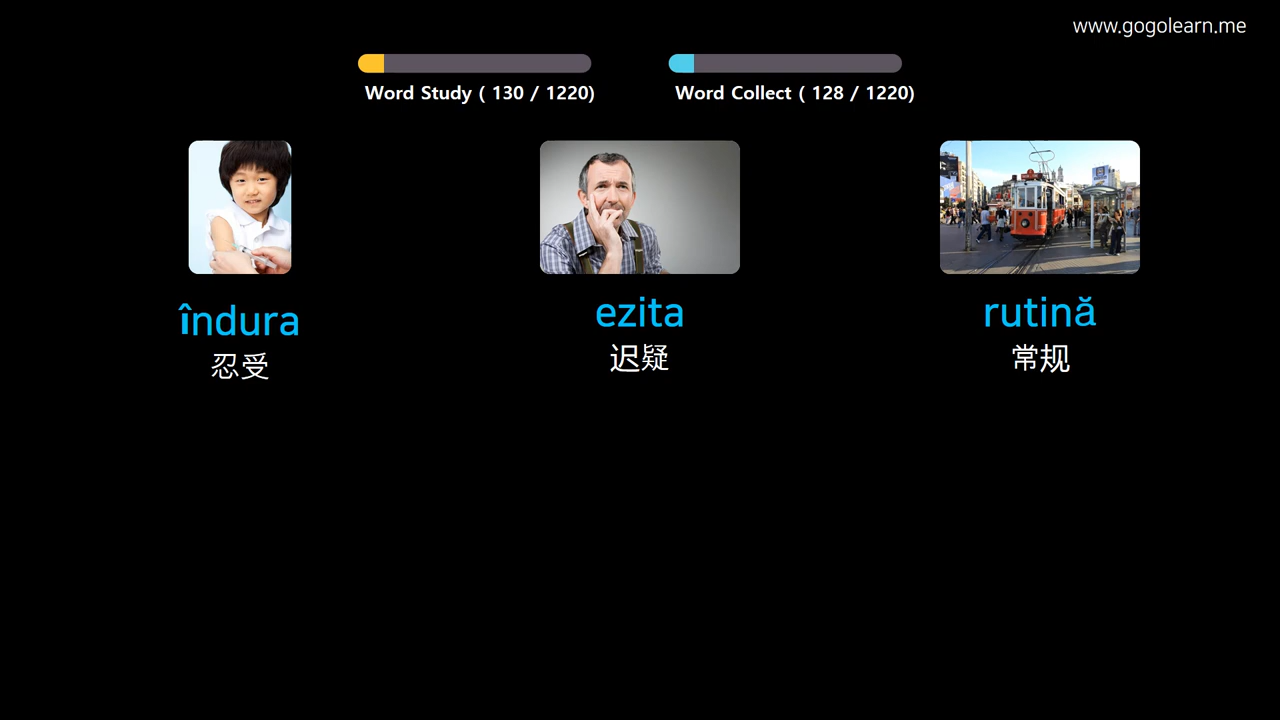 www.gogolearn.me
Word Study ( 130 / 1220)
Word Collect ( 128 / 1220)
îndura
忍受
ezita
迟疑
rutină
常规